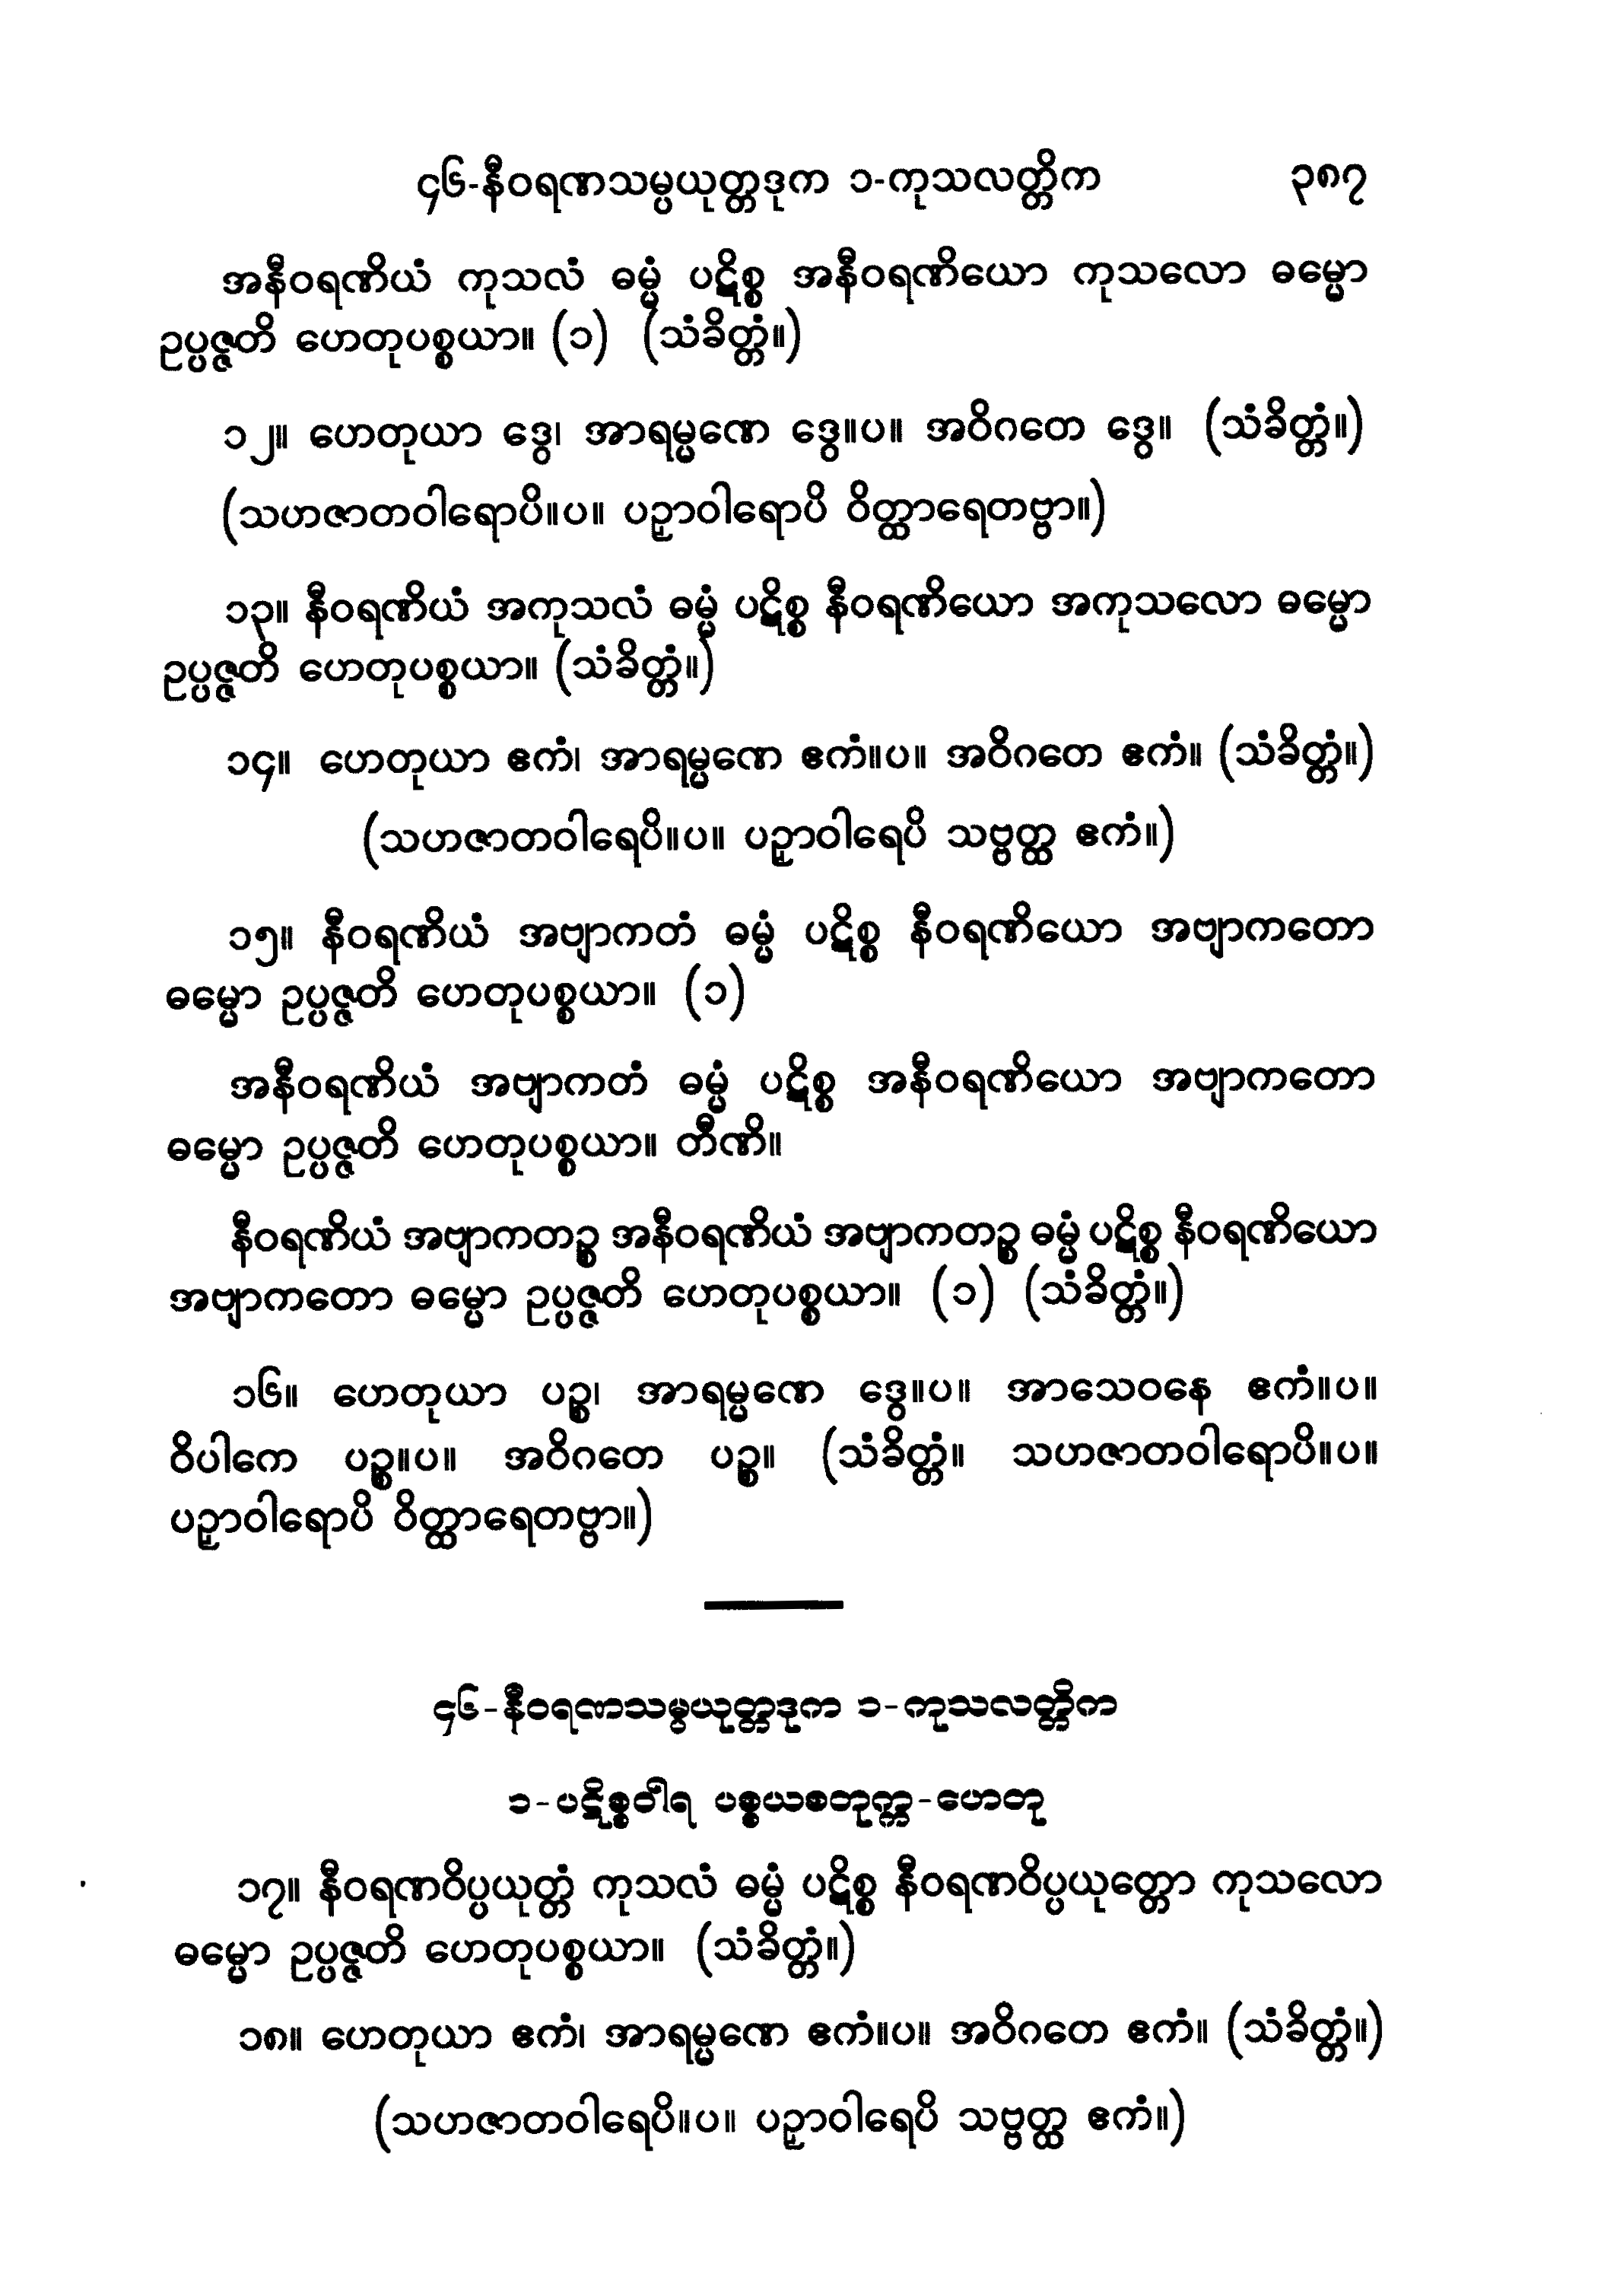 ၄၆-နီဝရဏသမ္ပယုတ္တဒုက ၁-ကုသလတ္တိက ၃၈၇
အနီဝရဏိယံ ကုသလံ ဓမ္မံ ပဋိစ္စ အနီဝရဏိယော ကုသလော ဓမ္မော
ဥပ္ပဇ္ဇတိ ဟေတုပစ္စယာ။ (၁) (သံခိတ္တံ။)
၁၂။ ဟေတုယာ ဒွေ၊ အာရမ္မဏေ ဒွေ။ပ။ အဝိဂတေ ဒွေ။ (သံခိတ္တံ။)
(သဟဇာတဝါရောပိ။ပ။ ပဉှာဝါရောပိ ဝိတ္ထာရေတဗ္ဗာ။)
၁၃။ နီဝရဏိယံ အကုသလံ ဓမ္မံ ပဋိစ္စ နီဝရဏိယော အကုသလော ဓမ္မော
ဥပ္ပဇ္ဇတိ ဟေတုပစ္စယာ။ (သံခိတ္တံ။)
၁၄။ ဟေတုယာ ဧကံ၊ အာရမ္မဏေ ဧကံ။ပ။ အဝိဂတေ ဧကံ။ (သံခိတ္တံ။)
(သဟဇာတဝါရေပိ။ပ။ ပဉှာဝါရေပိ သဗ္ဗတ္ထ ဧကံ။)
၁၅။ နီဝရဏိယံ အဗျာကတံ ဓမ္မံ ပဋိစ္စ နီဝရဏိယော အဗျာကတော
ဓမ္မော ဥပ္ပဇ္ဇတိ ဟေတုပစ္စယာ။ (၁)
အနီဝရဏိယံ အဗျာကတံ ဓမ္မံ ပဋိစ္စ အနီဝရဏိယော အဗျာကတော
ဓမ္မော ဥပ္ပဇ္ဇတိ ဟေတုပစ္စယာ။ တီဏိ။
နီဝရဏိယံ အဗျာကတဉ္စ အနီဝရဏိယံ အဗျာကတဉ္စ ဓမ္မံ ပဋိစ္စ နီဝရဏိယော
အဗျာကတော ဓမ္မော ဥပ္ပဇ္ဇတိ ဟေတုပစ္စယာ။ (၁) (သံခိတ္တံ။)
၁၆။ ဟေတုယာ ပဉ္စ၊ အာရမ္မဏေ ဒွေ။ပ။ အာသေဝနေ ဧကံ။ပ။
ဝိပါကေ ပဉ္စ။ပ။ အဝိဂတေ ပဉ္စ။ (သံခိတ္တံ။ သဟဇာတဝါရောပိ။ပ။
ပဉှာဝါရောပိ ဝိတ္ထာရေတဗ္ဗာ။)
၄၆-နီဝရဏသမ္ပယုတ္တဒုက ၁-ကုသလတ္တိက
၁-ပဋိစ္စဝါရ ပစ္စယစတုက္က-ဟေတု
၁၇။ နီဝရဏဝိပ္ပယုတ္တံ ကုသလံ ဓမ္မံ ပဋိစ္စ နီဝရဏဝိပ္ပယုတ္တော ကုသလော
ဓမ္မော ဥပ္ပဇ္ဇတိ ဟေတုပစ္စယာ။ (သံခိတ္တံ။)
၁၈။ ဟေတုယာ ဧကံ၊ အာရမ္မဏေ ဧကံ။ပ။ အဝိဂတေ ဧကံ။ (သံခိတ္တံ။)
(သဟဇာတဝါရေပိ။ပ။ ပဉှာဝါရေပိ သဗ္ဗတ္ထ ဧကံ။)